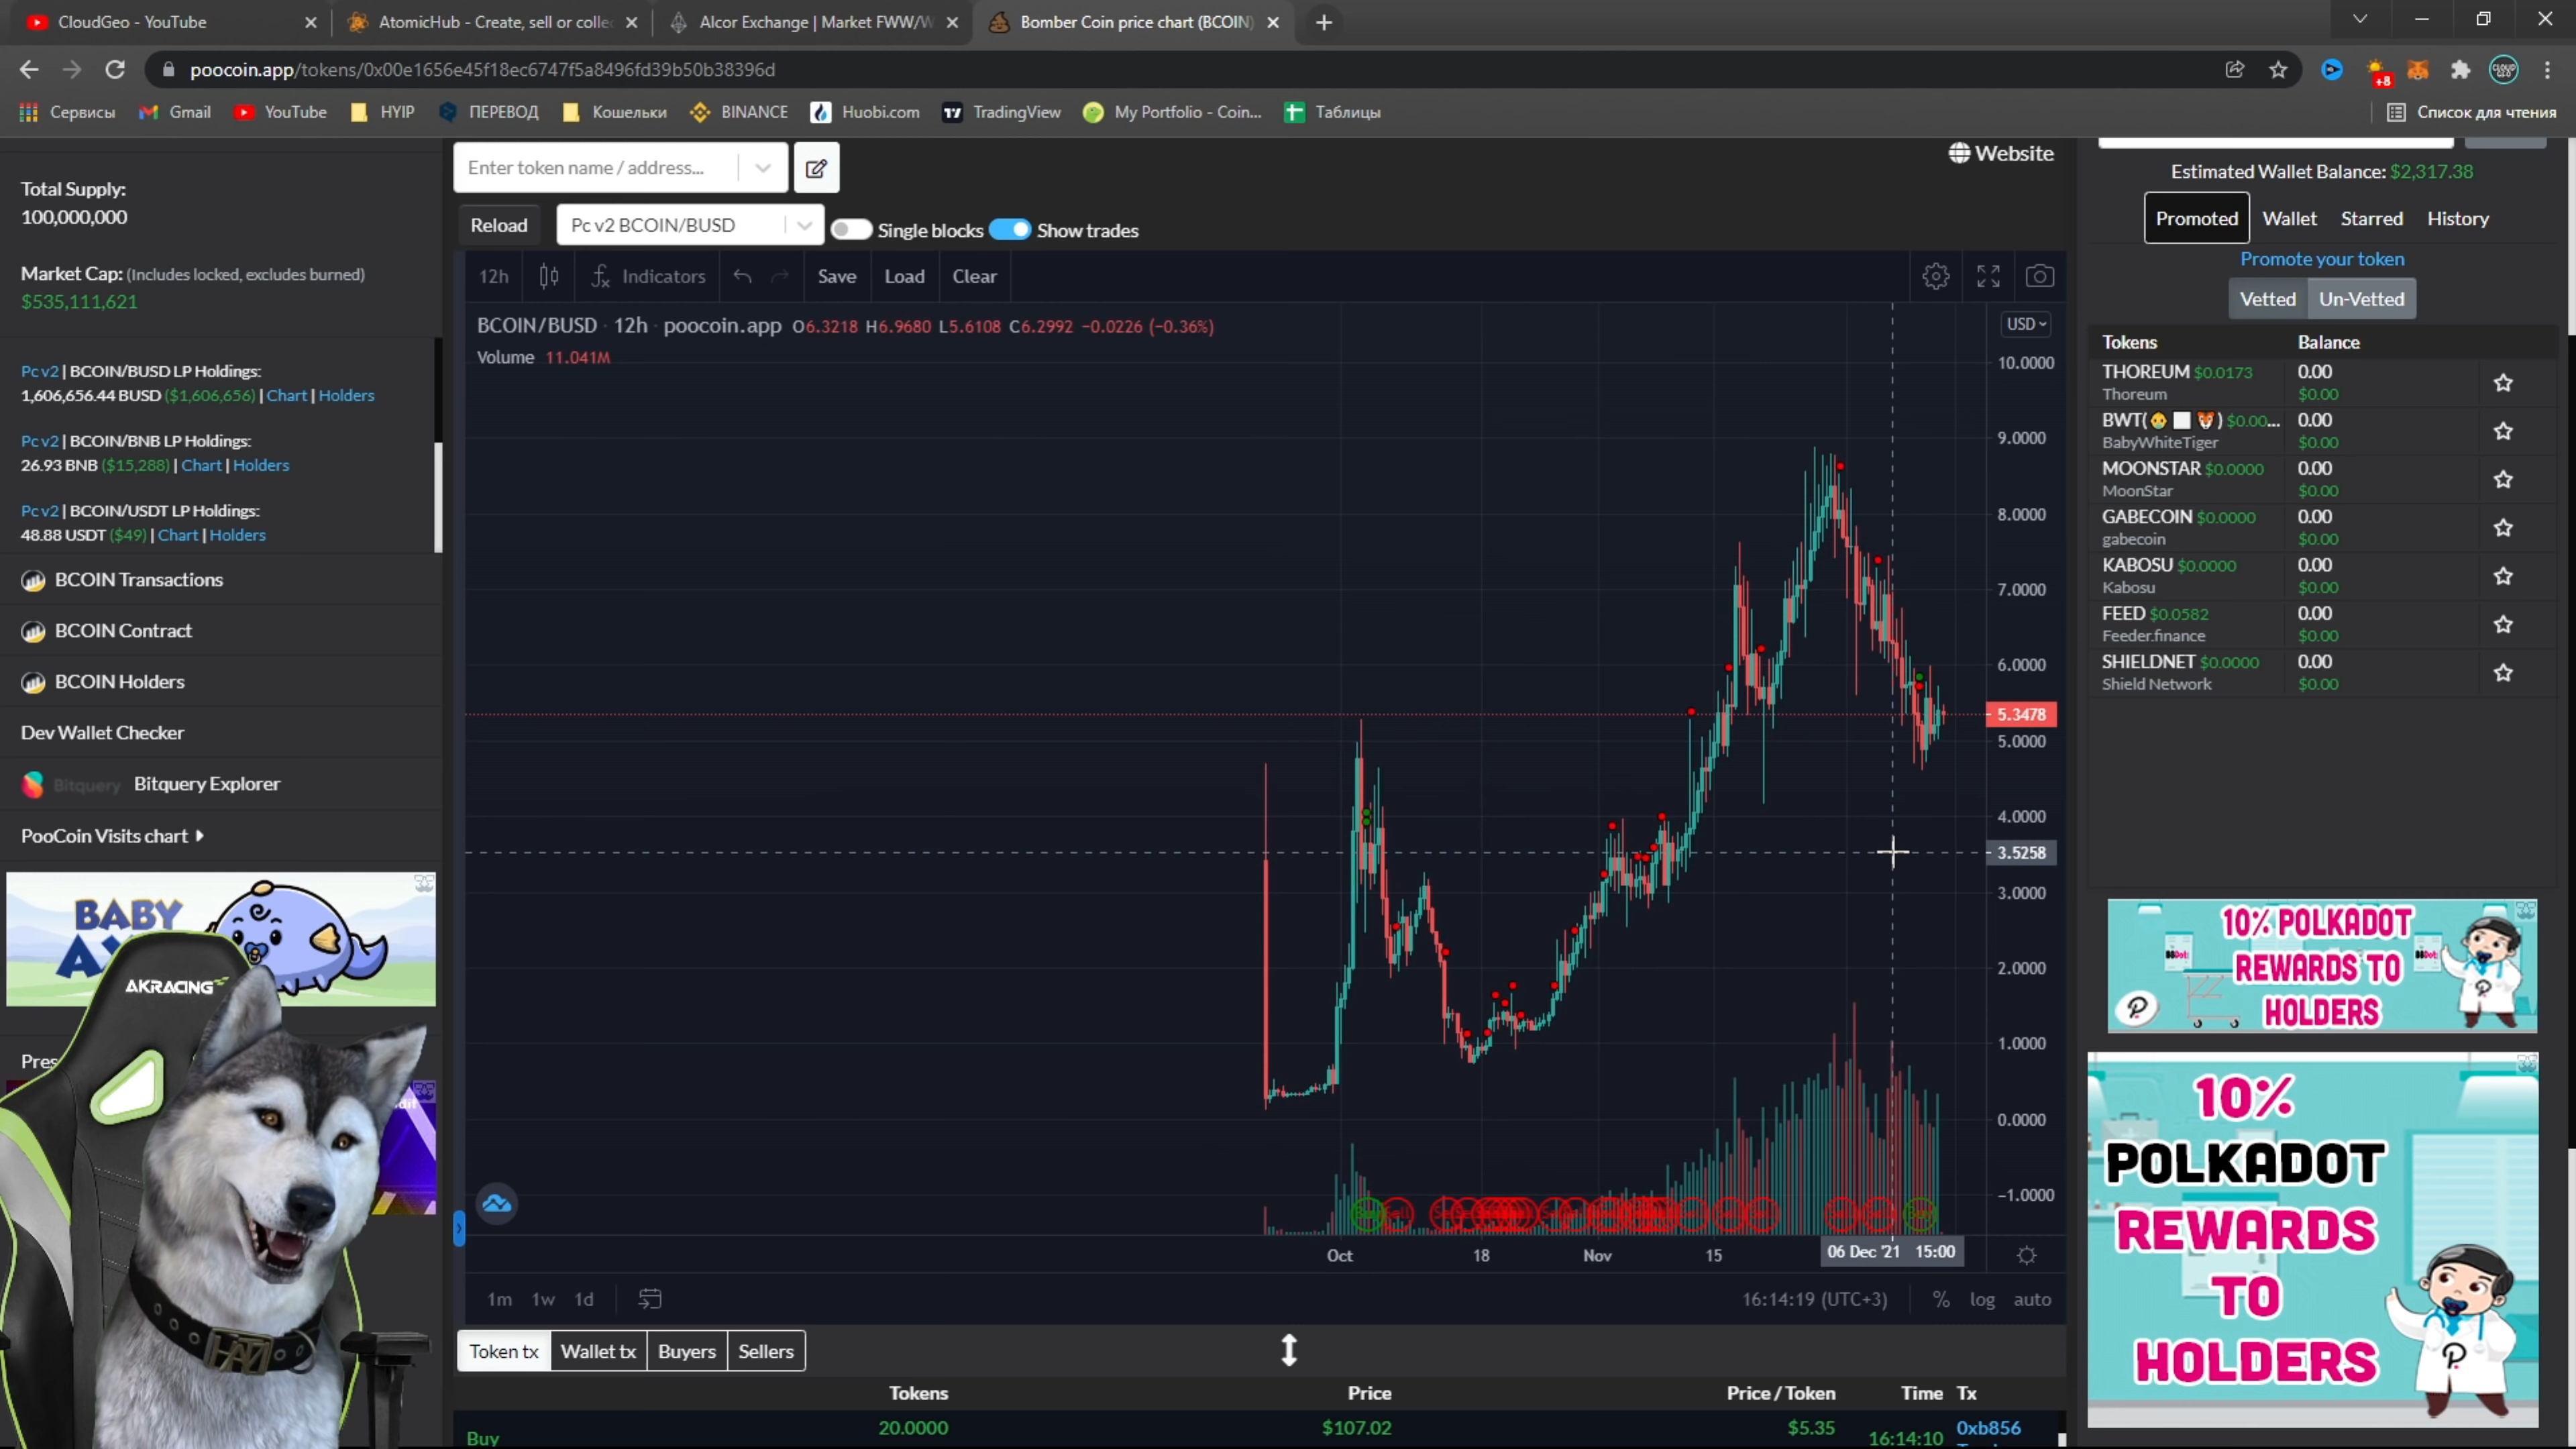 CloudGeo - YouTube
AtomicHub - Create, sell or collec
Alcor Exchange | Market FWW/W
Bomber Coin price chart (BCOIN)
poocoin.app/tokens/0x00e1656e45f18ec6747f5a8496fd39b50b38396d
+8
CLOUD GEO
Сервисы
Gmail
YouTube
HYIP
ПЕРЕВОД
Кошельки
BINANCE
Huobi.com
TradingView
My Portfolio - Coin...
Таблицы
Список для чтения
Total Supply:
100,000,000
Market Cap: (Includes locked, excludes burned)
$535,111,621
Pc v2 | BCOIN/BUSD LP Holdings:
1,606,656.44 BUSD ($1,606,656) | Chart | Holders
Pc v2 | BCOIN/BNB LP Holdings:
26.93 BNB ($15,288) | Chart | Holders
Pc v2 | BCOIN/USDT LP Holdings:
48.88 USDT ($49) | Chart | Holders
BCOIN Transactions
BCOIN Contract
BCOIN Holders
Dev Wallet Checker
Bitquery Bitquery Explorer
PooCoin Visits chart
BABY
AKRACING
Enter token name / address...
Website
Reload
Pc v2 BCOIN/BUSD
Single blocks
Show trades
12h
Indicators
Save
Load
Clear
BCOIN/BUSD · 12h · poocoin.app O6.3218 H6.9680 L5.6108 C6.2992 −0.0226 (−0.36%)
Volume 11.041M
USD
10.0000
9.0000
8.0000
7.0000
6.0000
5.3478
5.0000
4.0000
3.5258
3.0000
2.0000
1.0000
0.0000
−1.0000
Oct
18
Nov
15
06 Dec '21 15:00
1m
1w
1d
16:14:19 (UTC+3)
%
log
auto
Token tx
Wallet tx
Buyers
Sellers
Tokens
Price
Price / Token
Time
Tx
Buy
20.0000
$107.02
$5.35
16:14:10
0xb856
Estimated Wallet Balance: $2,317.38
Promoted
Wallet
Starred
History
Promote your token
Vetted
Un-Vetted
Tokens
Balance
THOREUM $0.0173 0.00
Thoreum $0.00
BWT( ) $0.00... 0.00
BabyWhiteTiger $0.00
MOONSTAR $0.0000 0.00
MoonStar $0.00
GABECOIN $0.0000 0.00
gabecoin $0.00
KABOSU $0.0000 0.00
Kabosu $0.00
FEED $0.0582 0.00
Feeder.finance $0.00
SHIELDNET $0.0000 0.00
Shield Network $0.00
10% POLKADOT
REWARDS TO
HOLDERS
10%
POLKADOT
REWARDS
TO
HOLDERS